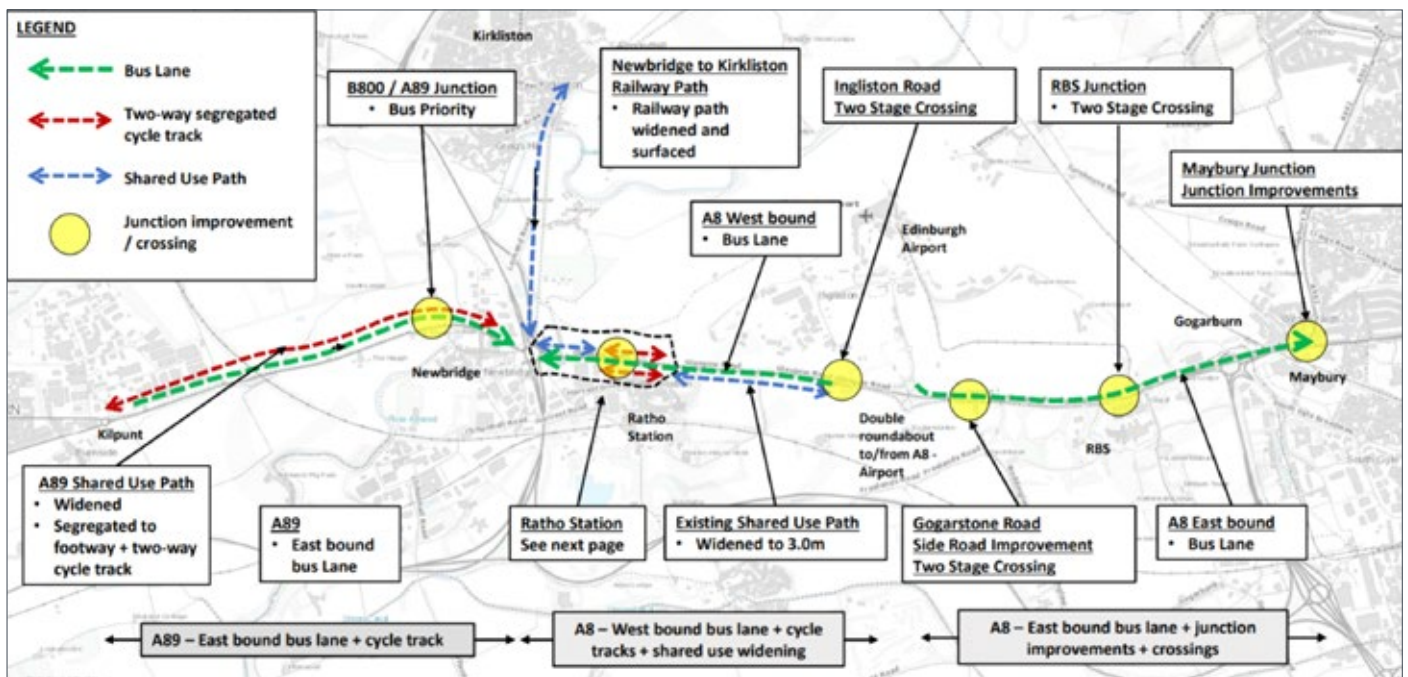 LEGEND
Bus Lane
Two-way segregated
cycle track
Shared Use Path
Junction improvement
/ crossing
Kirkliston
B800 / A89 Junction
• Bus Priority
Newbridge to Kirkliston
Railway Path
• Railway path
widened and
surfaced
Ingliston Road
Two Stage Crossing
RBS Junction
• Two Stage Crossing
Maybury Junction
Junction Improvements
A8 West bound
• Bus Lane
Edinburgh
Airport
Ingliston
Gogarburn
Newbridge
Maybury
Kilpunt
Ratho
Station
Double
roundabout
to/from A8 -
Airport
RBS
A89 Shared Use Path
• Widened
• Segregated to
footway + two-way
cycle track
A89
• East bound
bus Lane
Ratho Station
See next page
Existing Shared Use Path
• Widened to 3.0m
Gogarstone Road
Side Road Improvement
Two Stage Crossing
A8 East bound
• Bus Lane
A89 – East bound bus lane + cycle track
A8 – West bound bus lane + cycle
tracks + shared use widening
A8 – East bound bus lane + junction
improvements + crossings